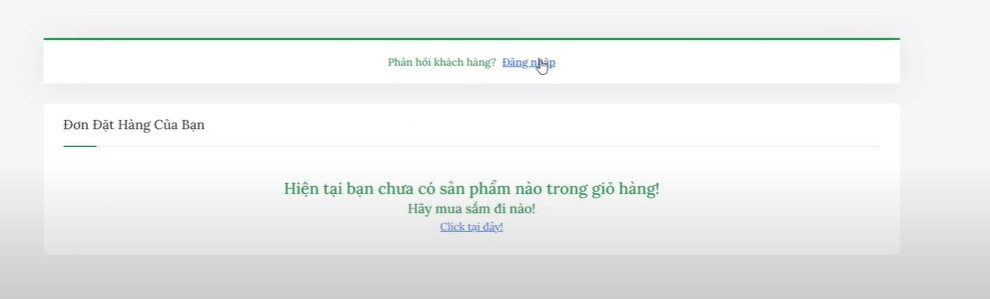 Phản hồi khách hàng? Đăng nhập
Đơn Đặt Hàng Của Bạn
Hiện tại bạn chưa có sản phẩm nào trong giỏ hàng!
Hãy mua sắm đi nào!
Click tại đây!